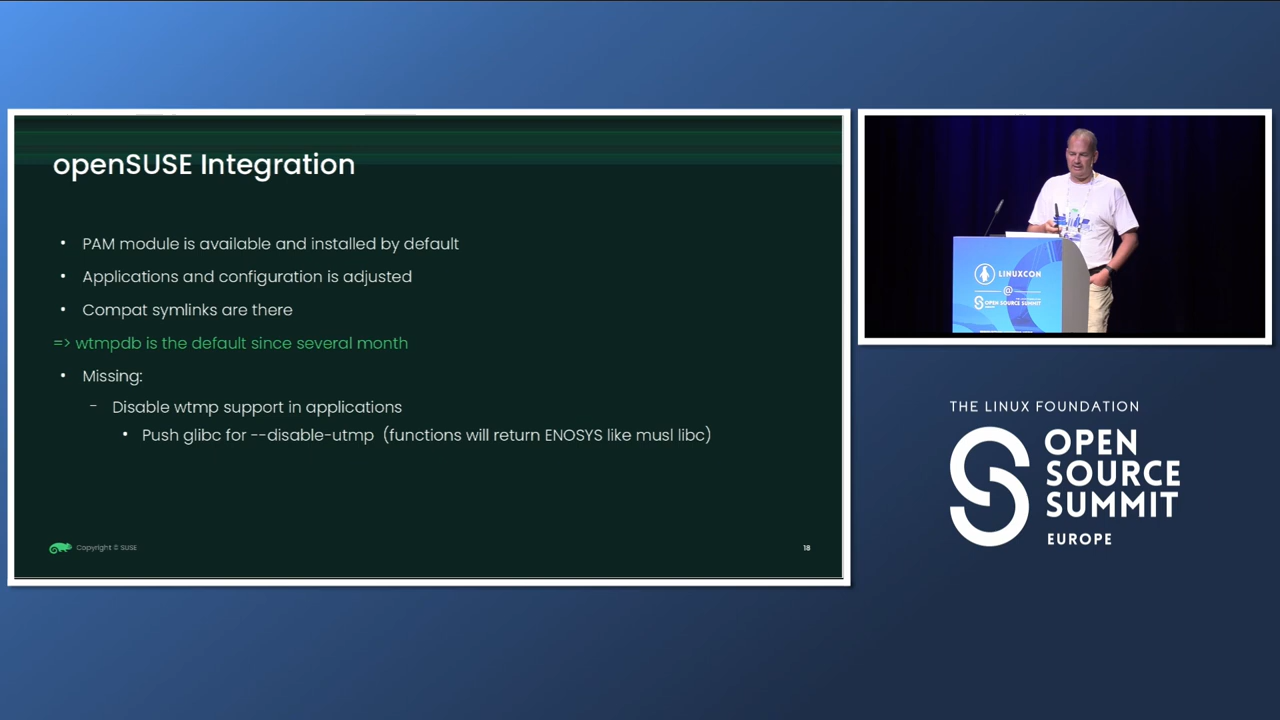 openSUSE Integration
• PAM module is available and installed by default
• Applications and configuration is adjusted
• Compat symlinks are there
=> wtmpdb is the default since several month
• Missing:
– Disable wtmp support in applications
• Push glibc for --disable-utmp (functions will return ENOSYS like musl libc)
Copyright © SUSE
18
LINUXCON
@
OPEN SOURCE SUMMIT
THE LINUX FOUNDATION
OPEN
SOURCE
SUMMIT
EUROPE